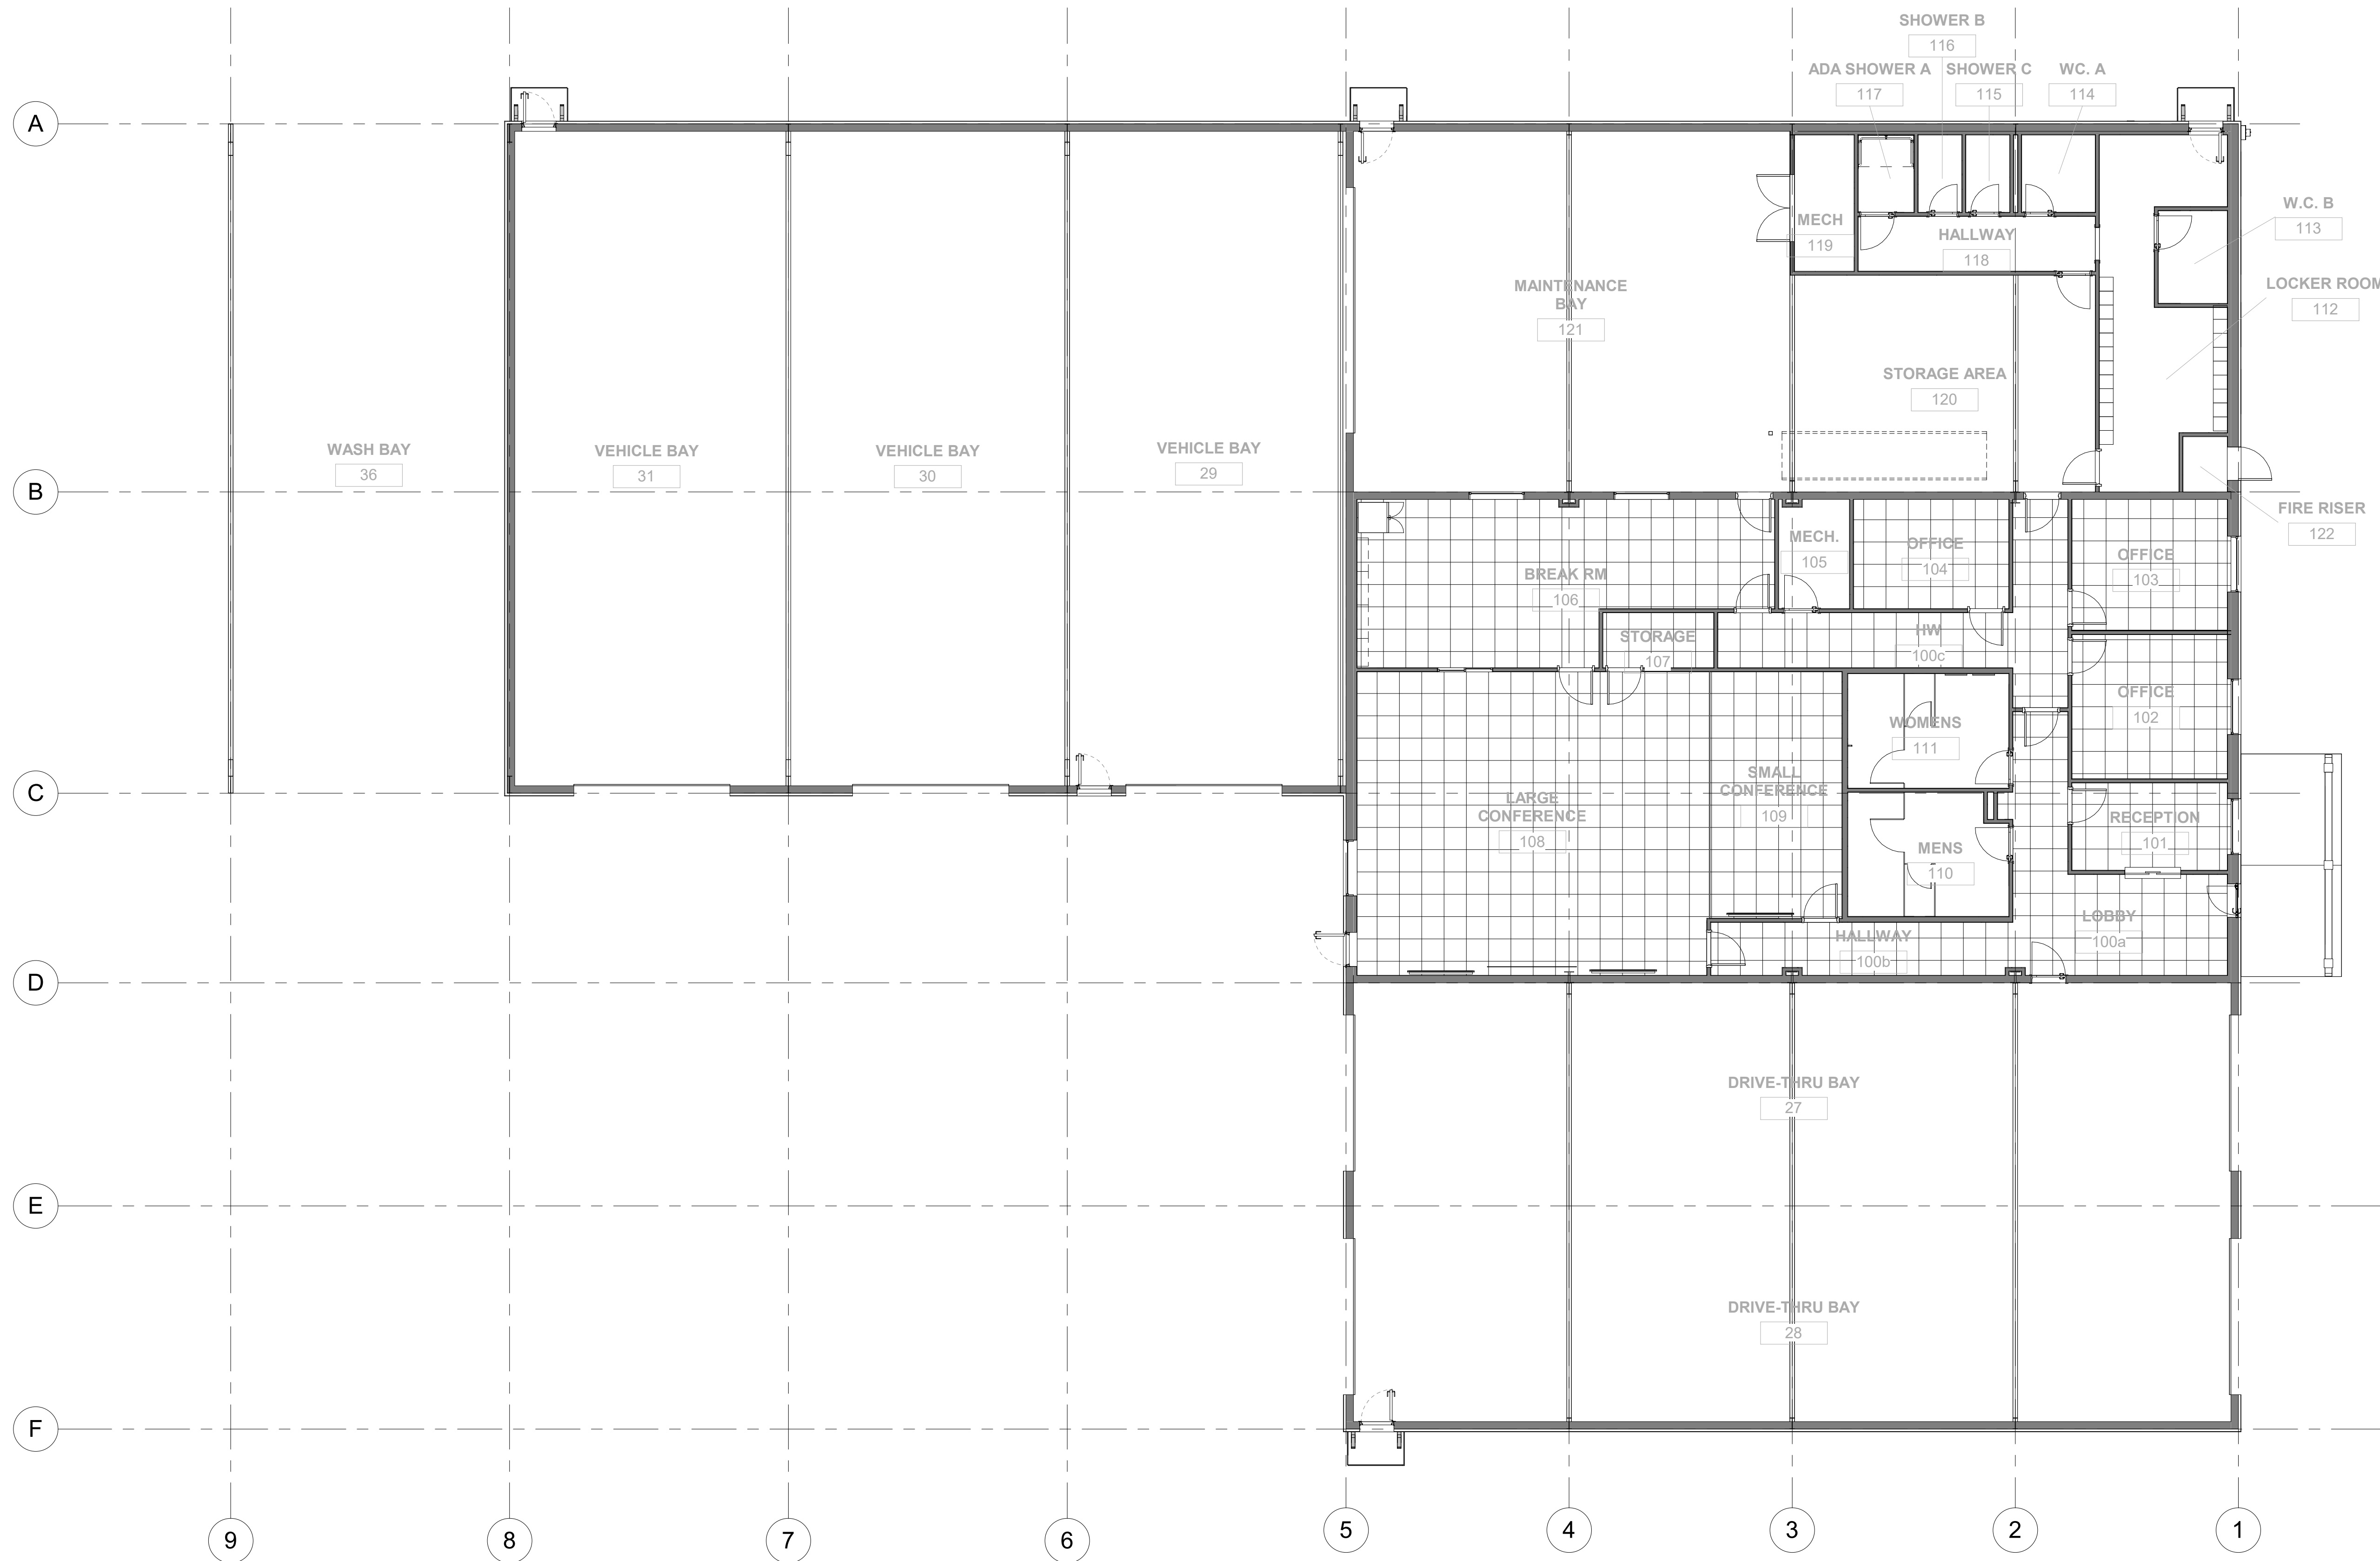 SHOWER B
116
ADA SHOWER A
117
SHOWER C
115
WC. A
114
A
W.C. B
113
MECH
119
HALLWAY
118
LOCKER ROOM
112
MAINTENANCE
BAY
121
STORAGE AREA
120
WASH BAY
36
VEHICLE BAY
31
VEHICLE BAY
30
VEHICLE BAY
29
B
FIRE RISER
122
MECH.
105
OFFICE
104
OFFICE
103
BREAK RM
106
STORAGE
107
HW
100c
OFFICE
102
WOMENS
111
C
SMALL
CONFERENCE
109
LARGE
CONFERENCE
108
RECEPTION
101
MENS
110
LOBBY
100a
HALLWAY
100b
D
DRIVE-THRU BAY
27
E
DRIVE-THRU BAY
28
F
9
8
7
6
5
4
3
2
1